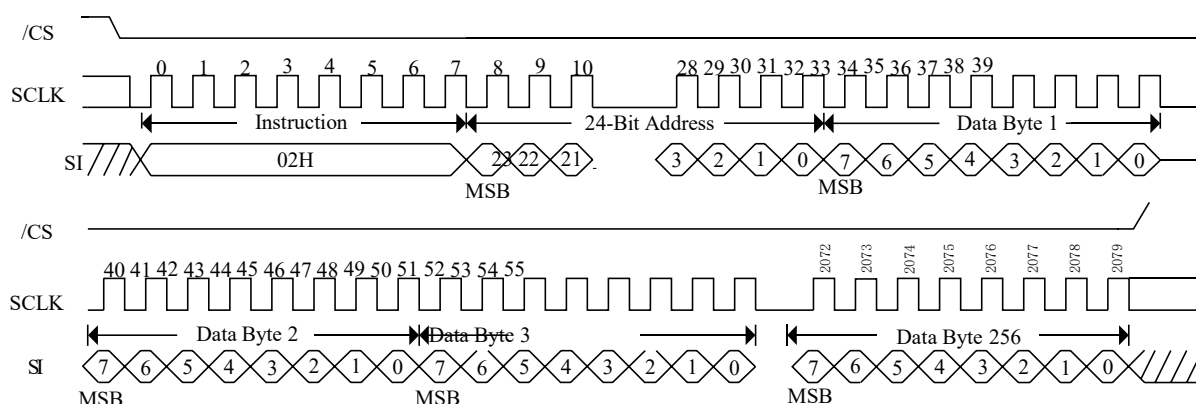 /CS
0 1 2 3 4 5 6 7 8 9 10 28 29 30 31 32 33 34 35 36 37 38 39
SCLK
Instruction 24-Bit Address Data Byte 1
SI 02H 23 22 21 3 2 1 0 7 6 5 4 3 2 1 0
MSB MSB
/CS
2072 2073 2074 2075 2076 2077 2078 2079
40 41 42 43 44 45 46 47 48 49 50 51 52 53 54 55
SCLK
Data Byte 2 Data Byte 3 Data Byte 256
SI 7 6 5 4 3 2 1 0 7 6 5 4 3 2 1 0 7 6 5 4 3 2 1 0
MSB MSB MSB